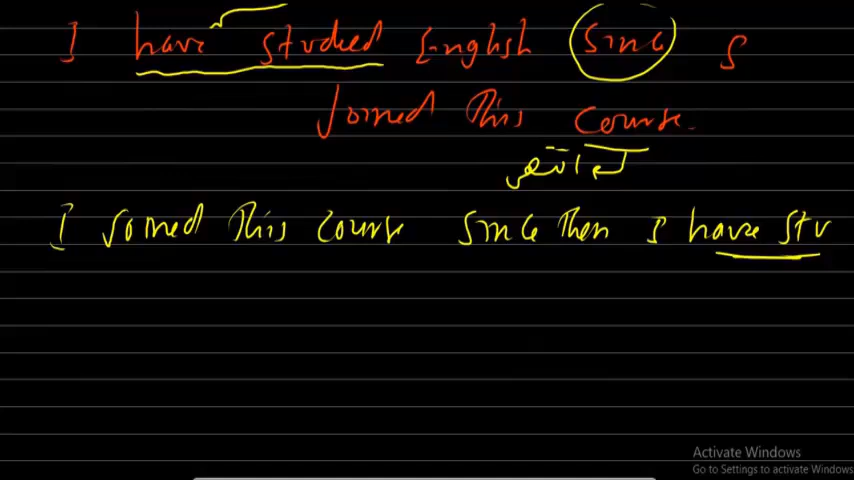 I have studied English since I
Joined This Course.
I Joined This course since Then I have stu
Activate Windows
Go to Settings to activate Windows